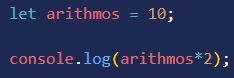 let arithmos = 10;
console.log(arithmos*2);